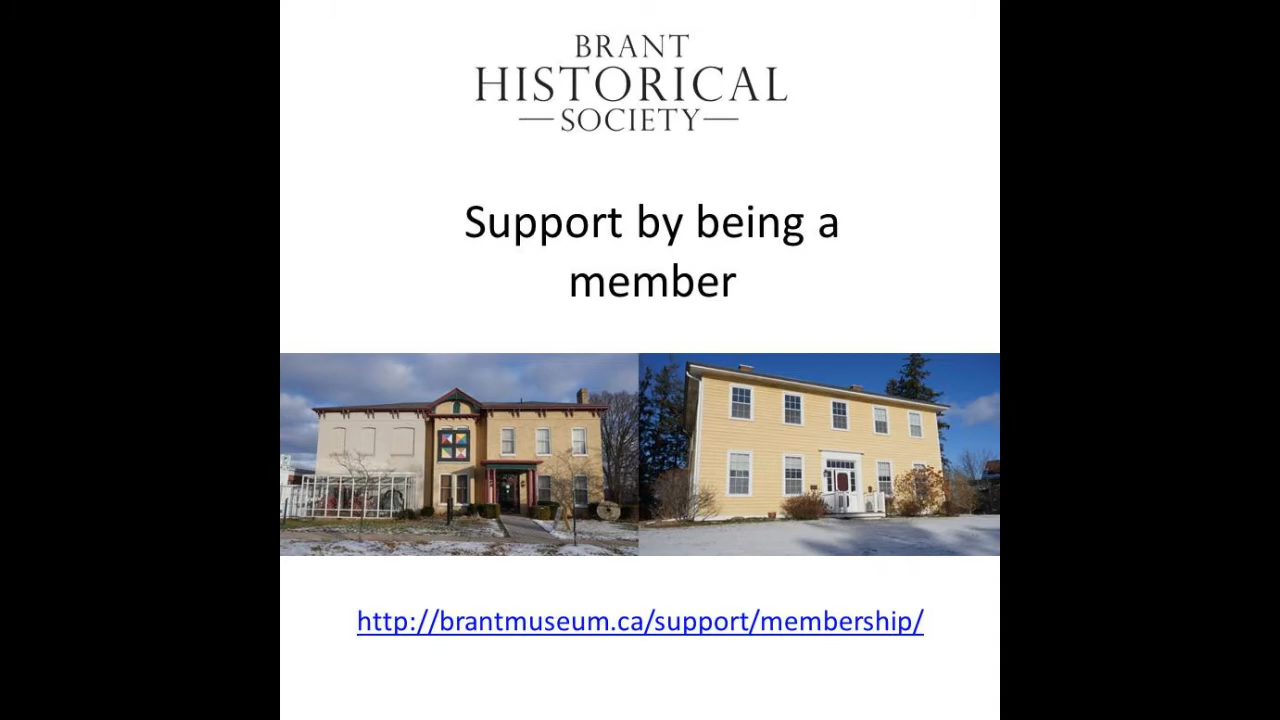 BRANT
HISTORICAL
SOCIETY
Support by being a
member
http://brantmuseum.ca/support/membership/